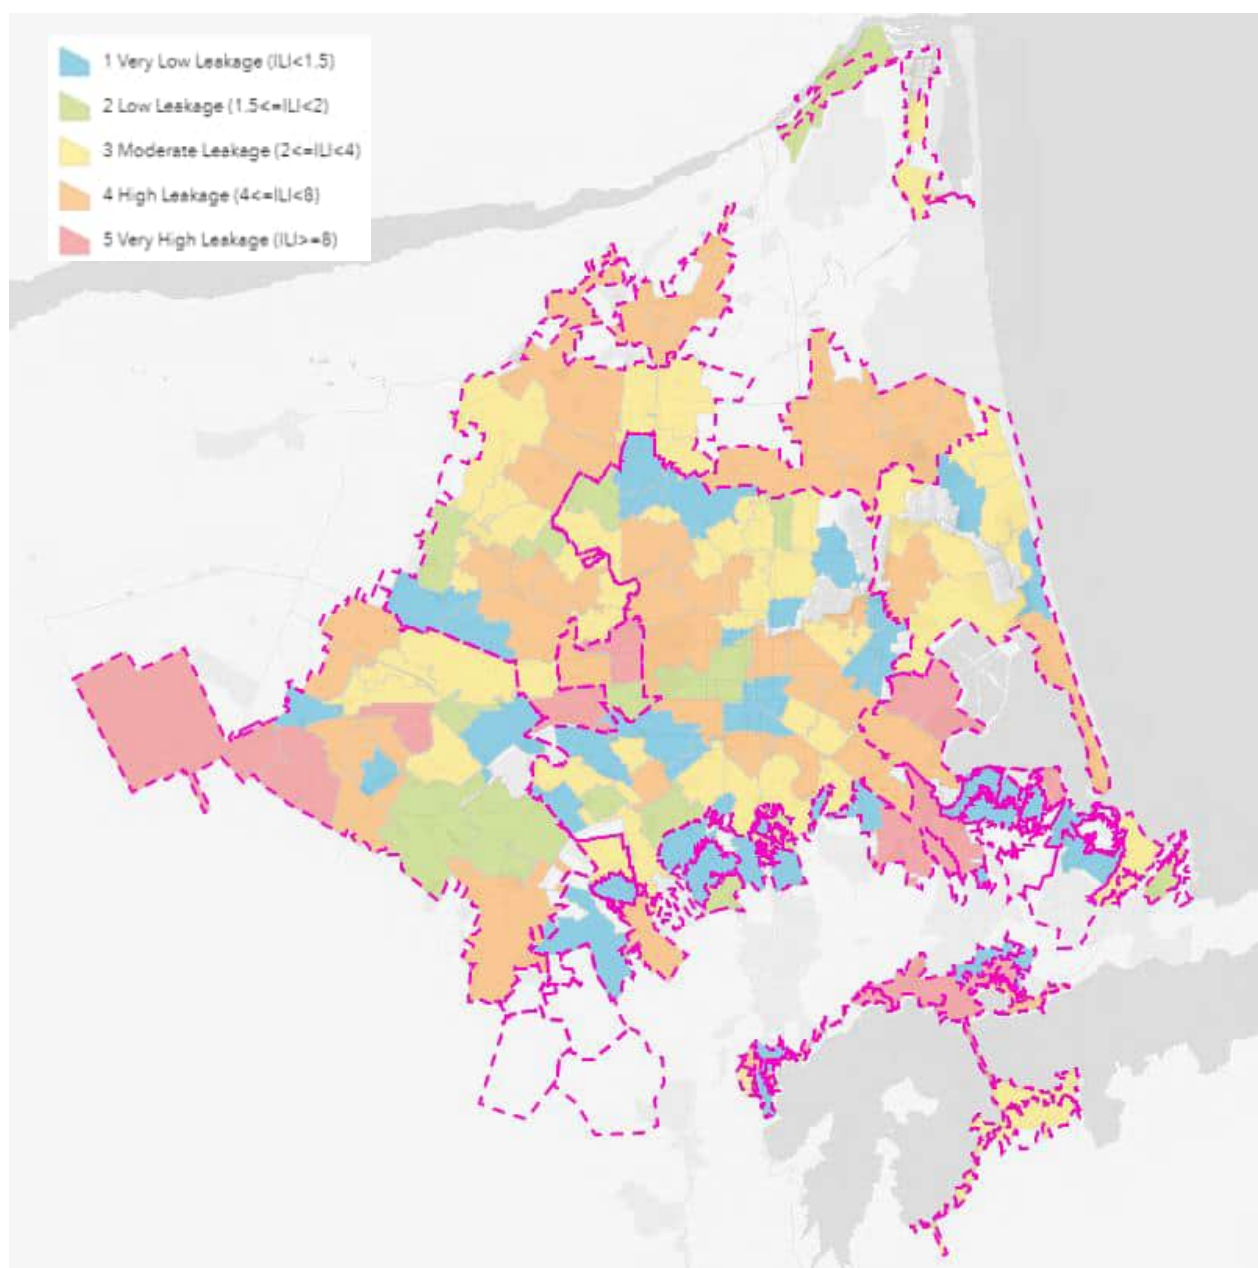 1 Very Low Leakage (ILI<1.5)
2 Low Leakage (1.5<=ILI<2)
3 Moderate Leakage (2<=ILI<4)
4 High Leakage (4<=ILI<8)
5 Very High Leakage (ILI>=8)